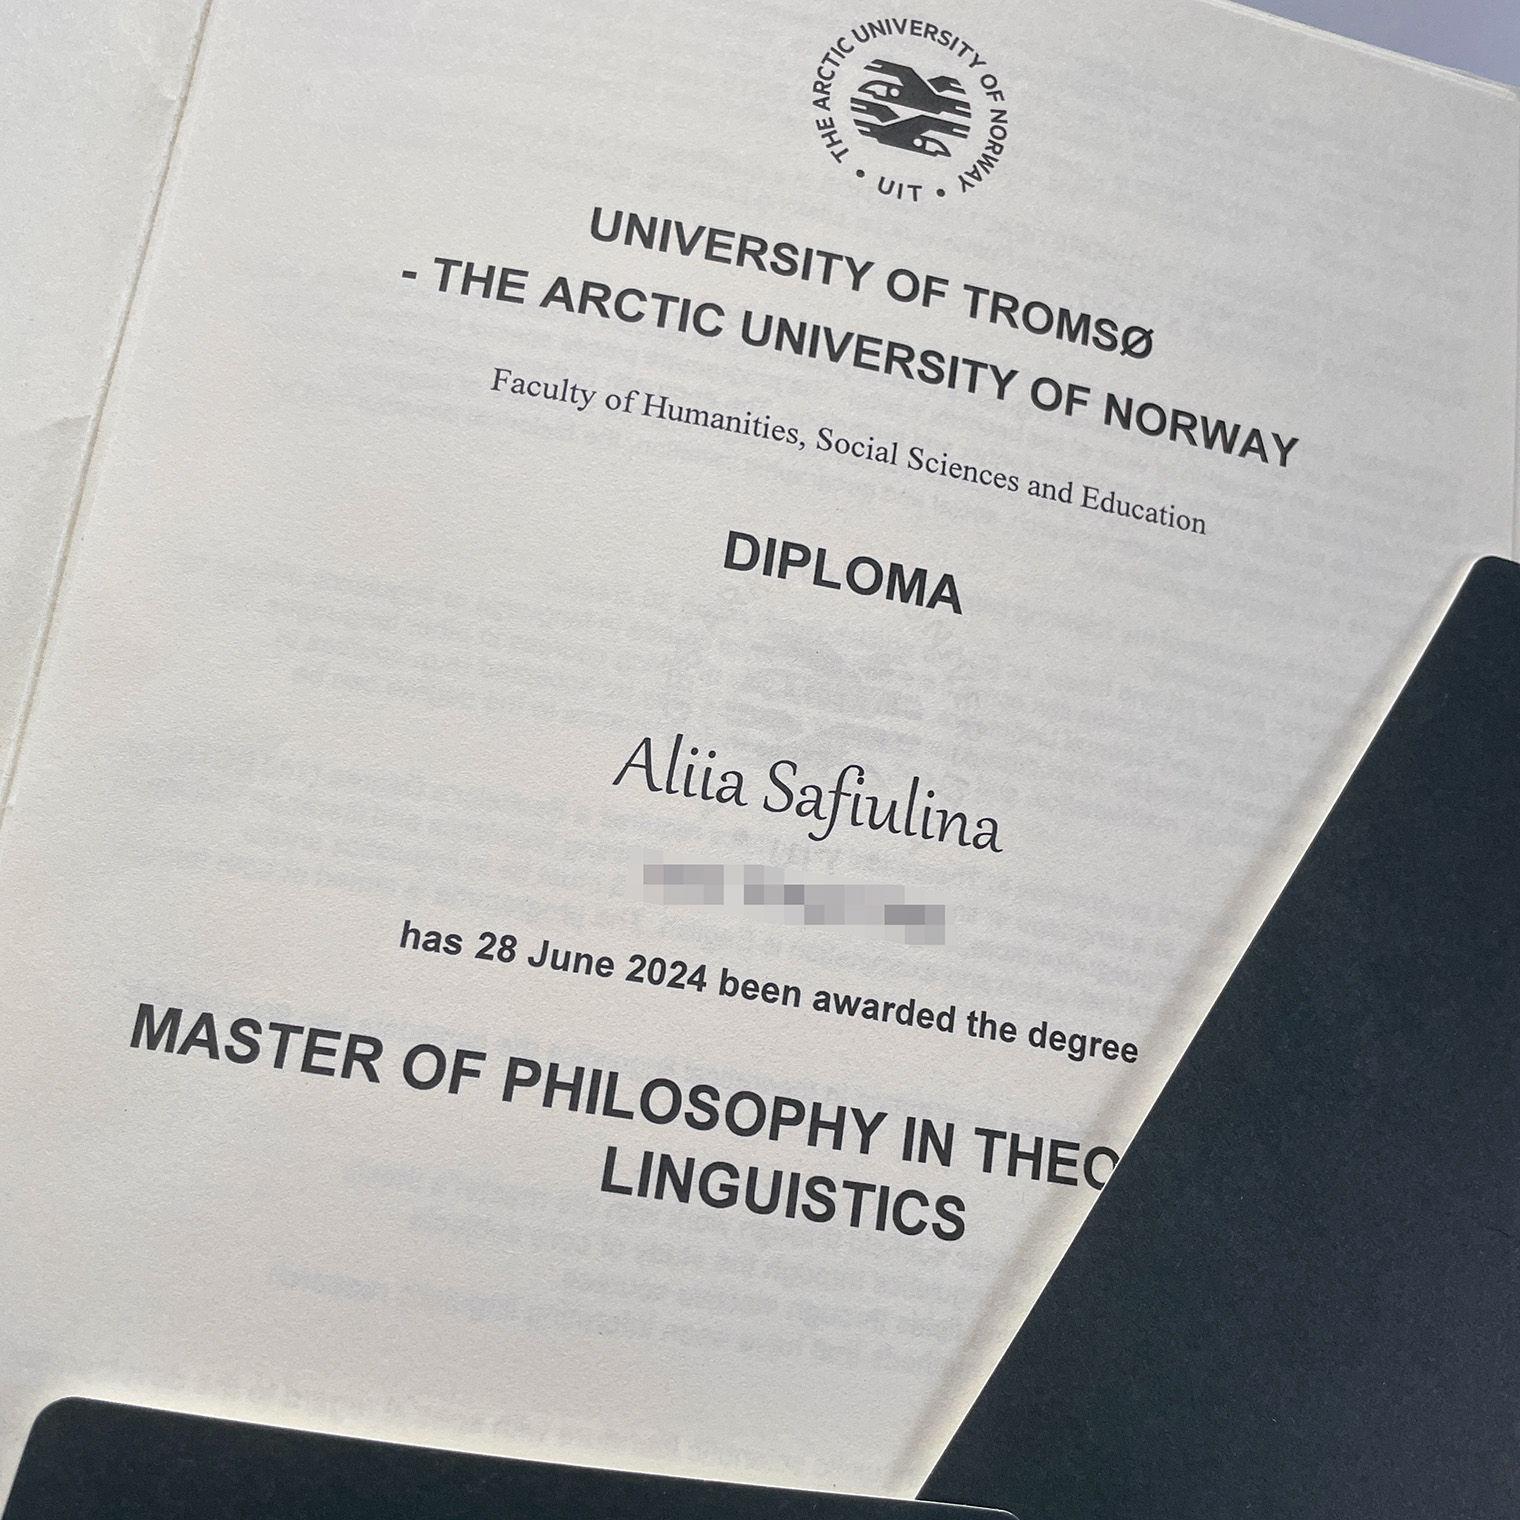 THE ARCTIC UNIVERSITY OF NORWAY
• UIT •
UNIVERSITY OF TROMSØ
- THE ARCTIC UNIVERSITY OF NORWAY
Faculty of Humanities, Social Sciences and Education
DIPLOMA
Aliia Safiulina
has 28 June 2024 been awarded the degree
MASTER OF PHILOSOPHY IN THEO
LINGUISTICS